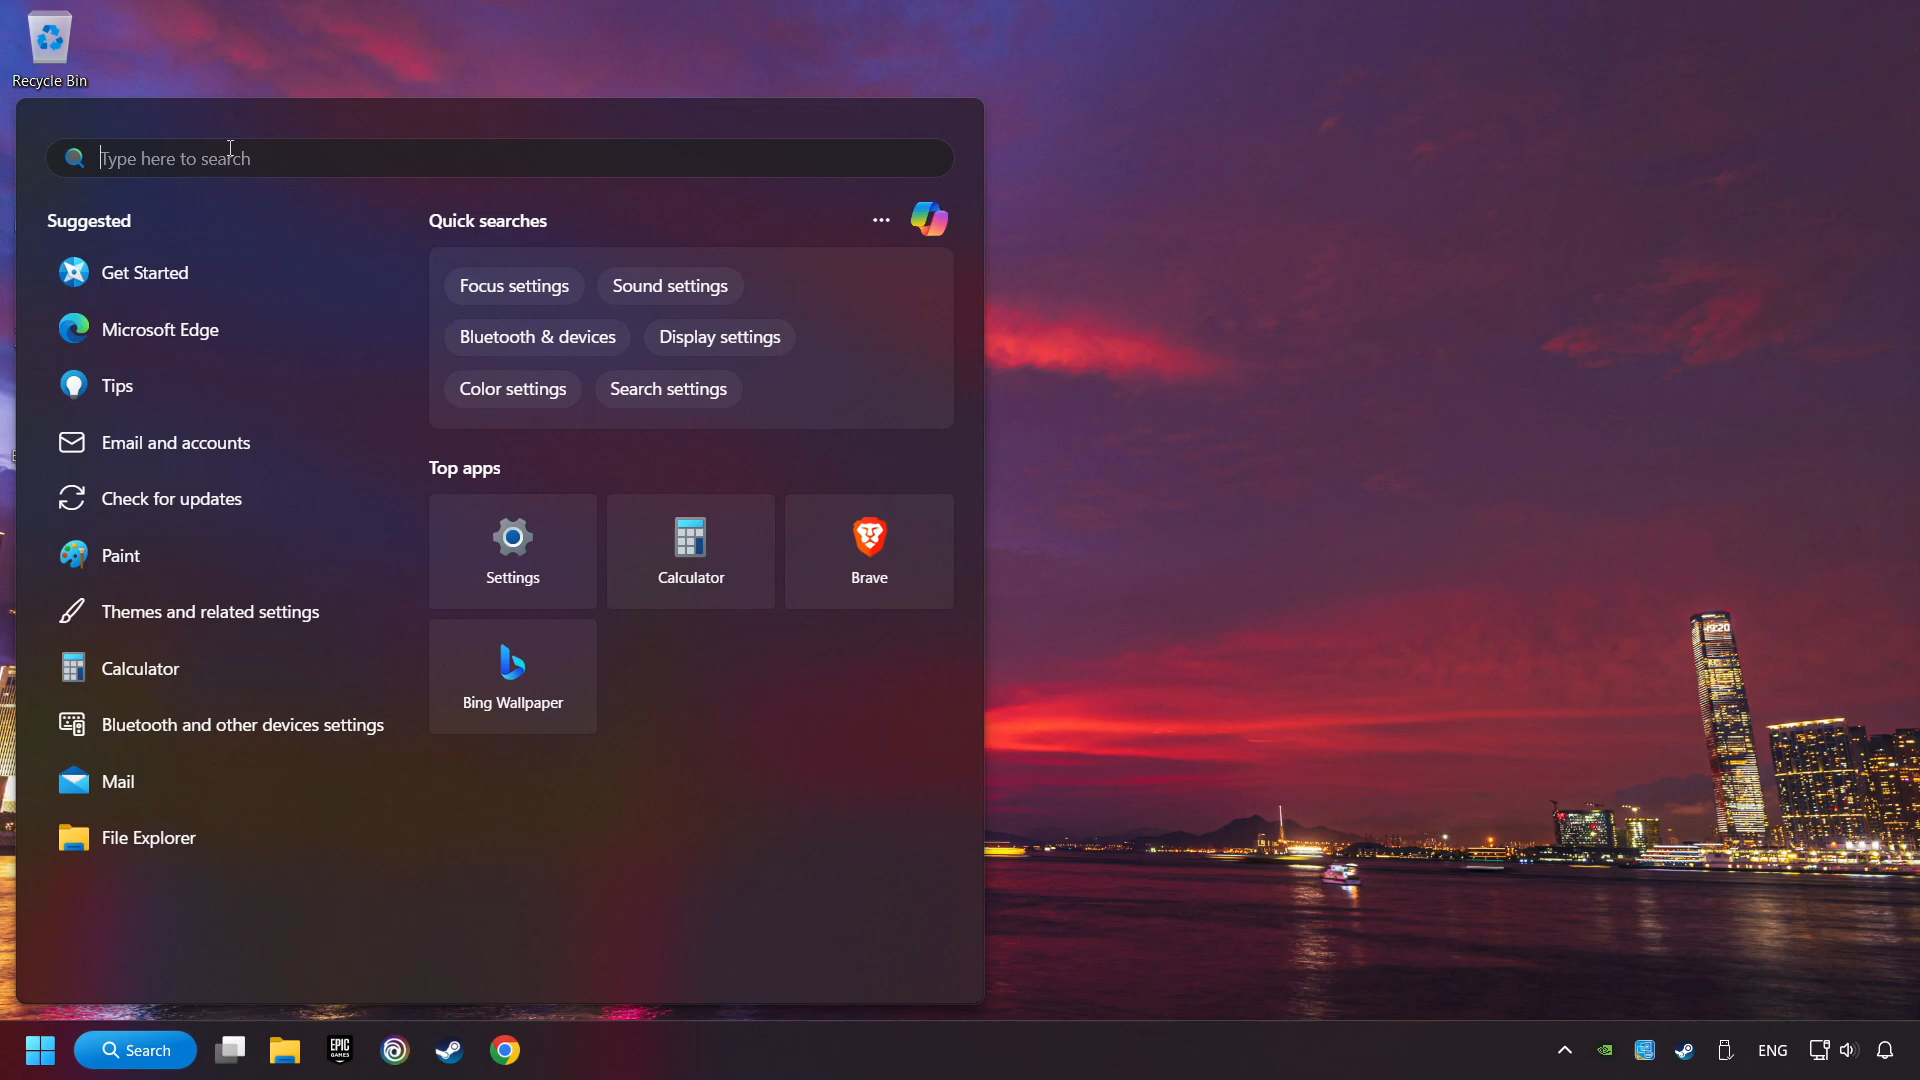 Recycle Bin
Type here to search
Suggested
Quick searches
Get Started
Microsoft Edge
Tips
Email and accounts
Check for updates
Paint
Themes and related settings
Calculator
Bluetooth and other devices settings
Mail
File Explorer
Focus settings
Sound settings
Bluetooth & devices
Display settings
Color settings
Search settings
Top apps
Settings
Calculator
Brave
Bing Wallpaper
Search
EPIC
GAMES
ENG